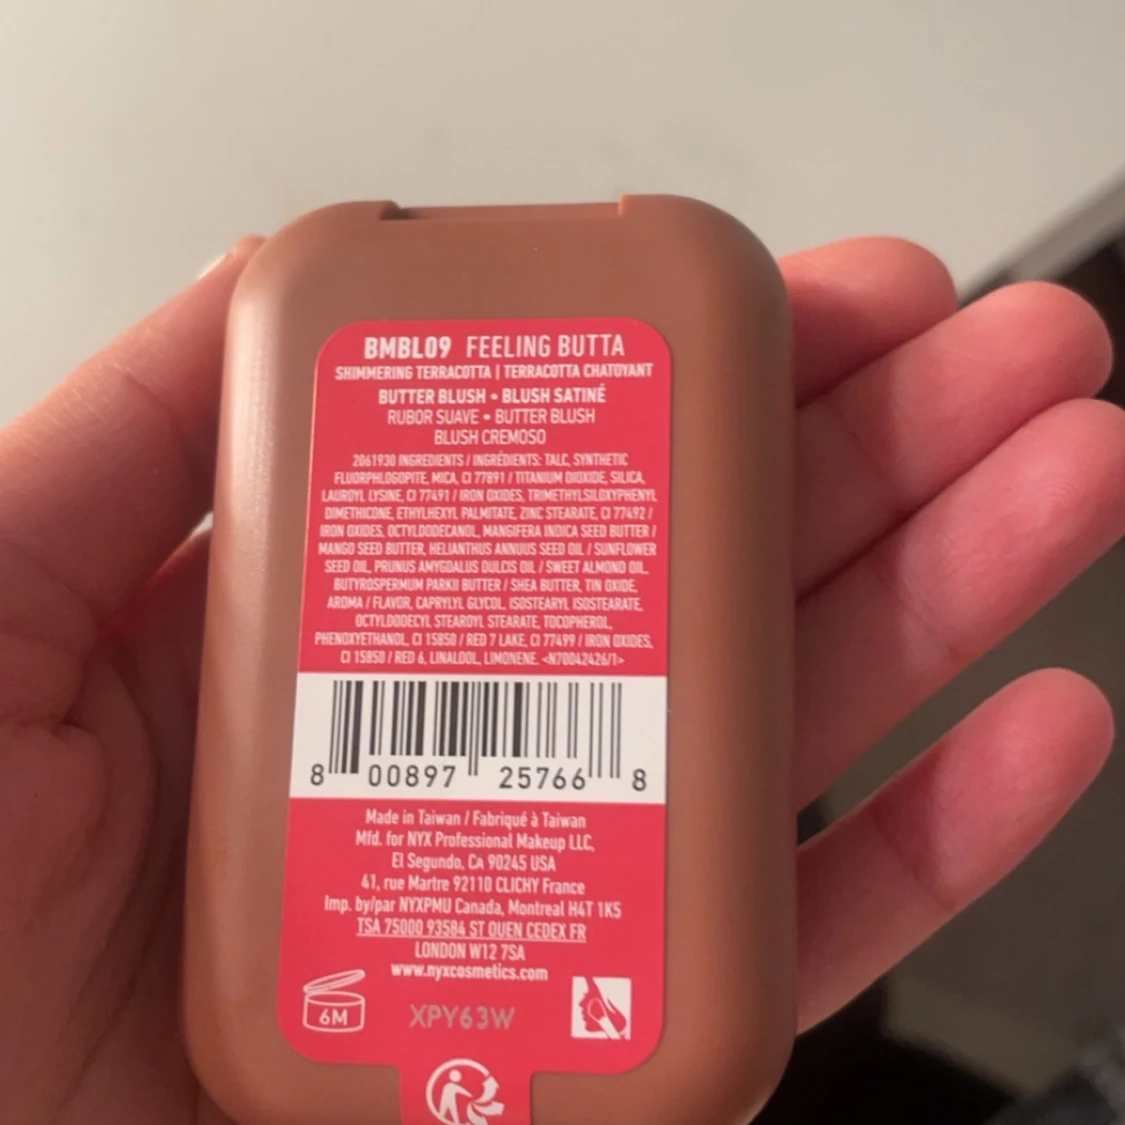 BMBL09 FEELING BUTTA
SHIMMERING TERRACOTTA | TERRACOTTA CHATOYANT
BUTTER BLUSH • BLUSH SATINÉ
RUBOR SUAVE • BUTTER BLUSH
BLUSH CREMOSO
2061930 INGREDIENTS / INGRÉDIENTS: TALC, SYNTHETIC
FLUORPHLOGOPITE, MICA, CI 77891 / TITANIUM DIOXIDE, SILICA,
LAUROYL LYSINE, CI 77491 / IRON OXIDES, TRIMETHYLSILOXYPHENYL
DIMETHICONE, ETHYLHEXYL PALMITATE, ZINC STEARATE, CI 77492 /
IRON OXIDES, OCTYLDODECANOL, MANGIFERA INDICA SEED BUTTER /
MANGO SEED BUTTER, HELIANTHUS ANNUUS SEED OIL / SUNFLOWER
SEED OIL, PRUNUS AMYGDALUS DULCIS OIL / SWEET ALMOND OIL,
BUTYROSPERMUM PARKII BUTTER / SHEA BUTTER, TIN OXIDE,
AROMA / FLAVOR, CAPRYLYL GLYCOL, ISOSTEARYL ISOSTEARATE,
OCTYLDODECYL STEAROYL STEARATE, TOCOPHEROL,
PHENOXYETHANOL, CI 15850 / RED 7 LAKE, CI 77499 / IRON OXIDES,
CI 15850 / RED 6, LINALOOL, LIMONENE. <N70042426/1>
8 00897 25766 8
Made in Taiwan / Fabriqué à Taiwan
Mfd. for NYX Professional Makeup LLC,
El Segundo, CA 90245 USA
41, rue Martre 92110 CLICHY France
Imp. by/par NYXPMU Canada, Montreal H4T 1K5
TSA 75000 93584 ST OUEN CEDEX FR
LONDON W12 7SA
www.nyxcosmetics.com
6M XPY63W